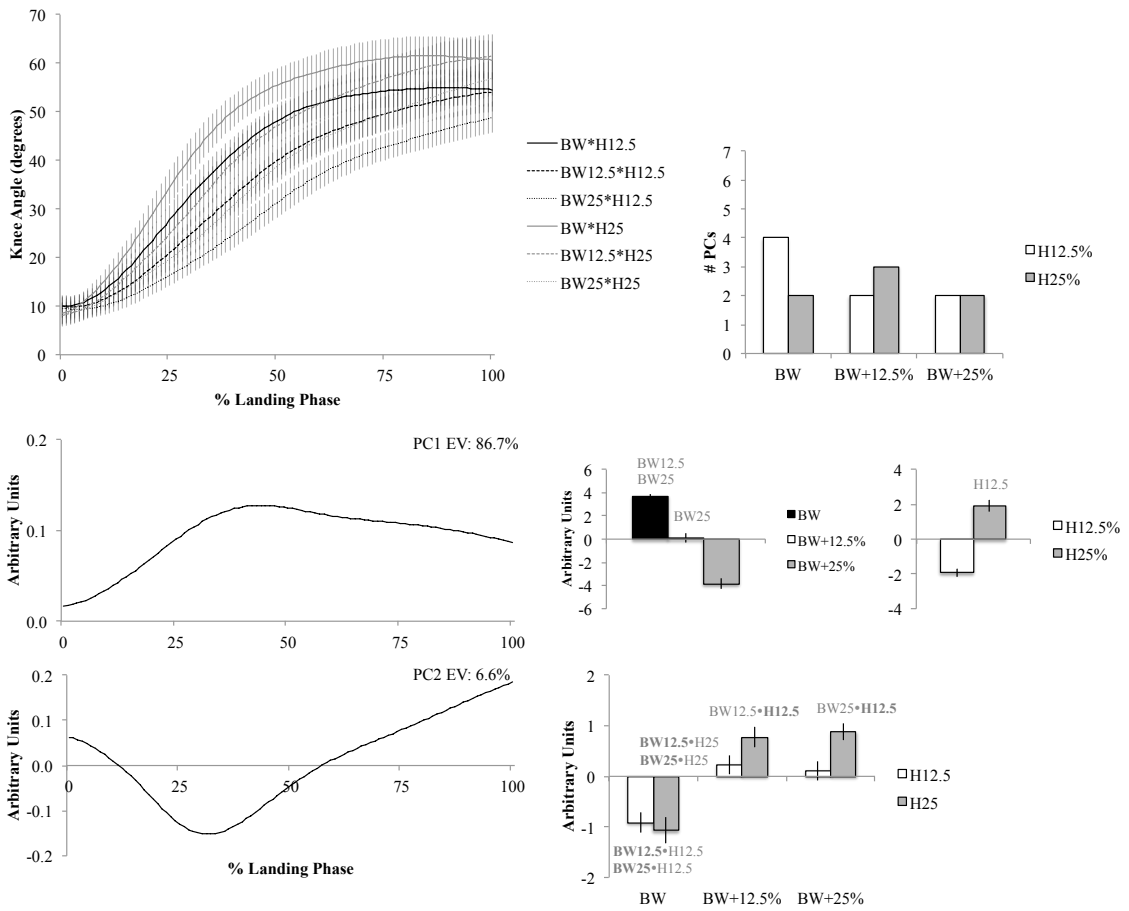 70
60
50
40
30
20
10
0
Knee Angle (degrees)
0 25 50 75 100
% Landing Phase
BW*H12.5
BW12.5*H12.5
BW25*H12.5
BW*H25
BW12.5*H25
BW25*H25
7
6
5
4
3
2
1
0
# PCs
BW BW+12.5% BW+25%
H12.5%
H25%
PC1 EV: 86.7%
0.2
0.1
0.0
Arbitrary Units
0 25 50 75 100
6
4
2
0
-2
-4
-6
Arbitrary Units
BW12.5
BW25
BW25
BW
BW+12.5%
BW+25%
4
2
0
-2
-4
H12.5
H12.5%
H25%
PC2 EV: 6.6%
0.2
0.1
0.0
-0.1
-0.2
Arbitrary Units
0 25 50 75 100
% Landing Phase
2
1
0
-1
-2
Arbitrary Units
BW12.5•H25
BW25•H25
BW12.5•H12.5
BW25•H12.5
BW12.5•H12.5
BW25•H12.5
BW BW+12.5% BW+25%
H12.5
H25